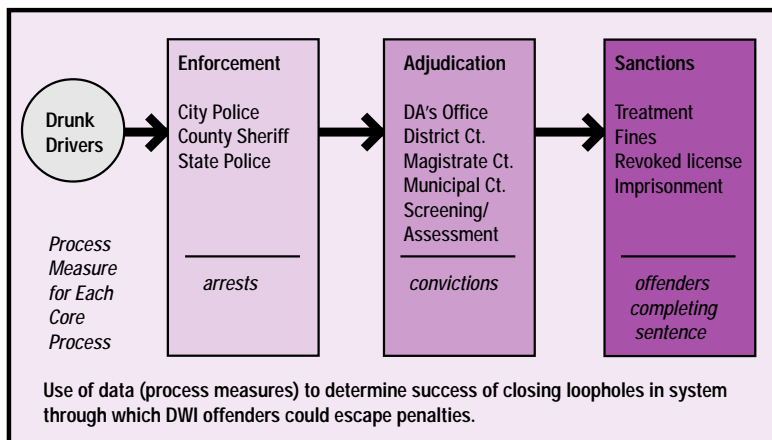 Drunk
Drivers
Process
Measure
for Each
Core
Process
Enforcement
City Police
County Sheriff
State Police
arrests
Adjudication
DA's Office
District Ct.
Magistrate Ct.
Municipal Ct.
Screening/
Assessment
convictions
Sanctions
Treatment
Fines
Revoked license
Imprisonment
offenders
completing
sentence
Use of data (process measures) to determine success of closing loopholes in system
through which DWI offenders could escape penalties.